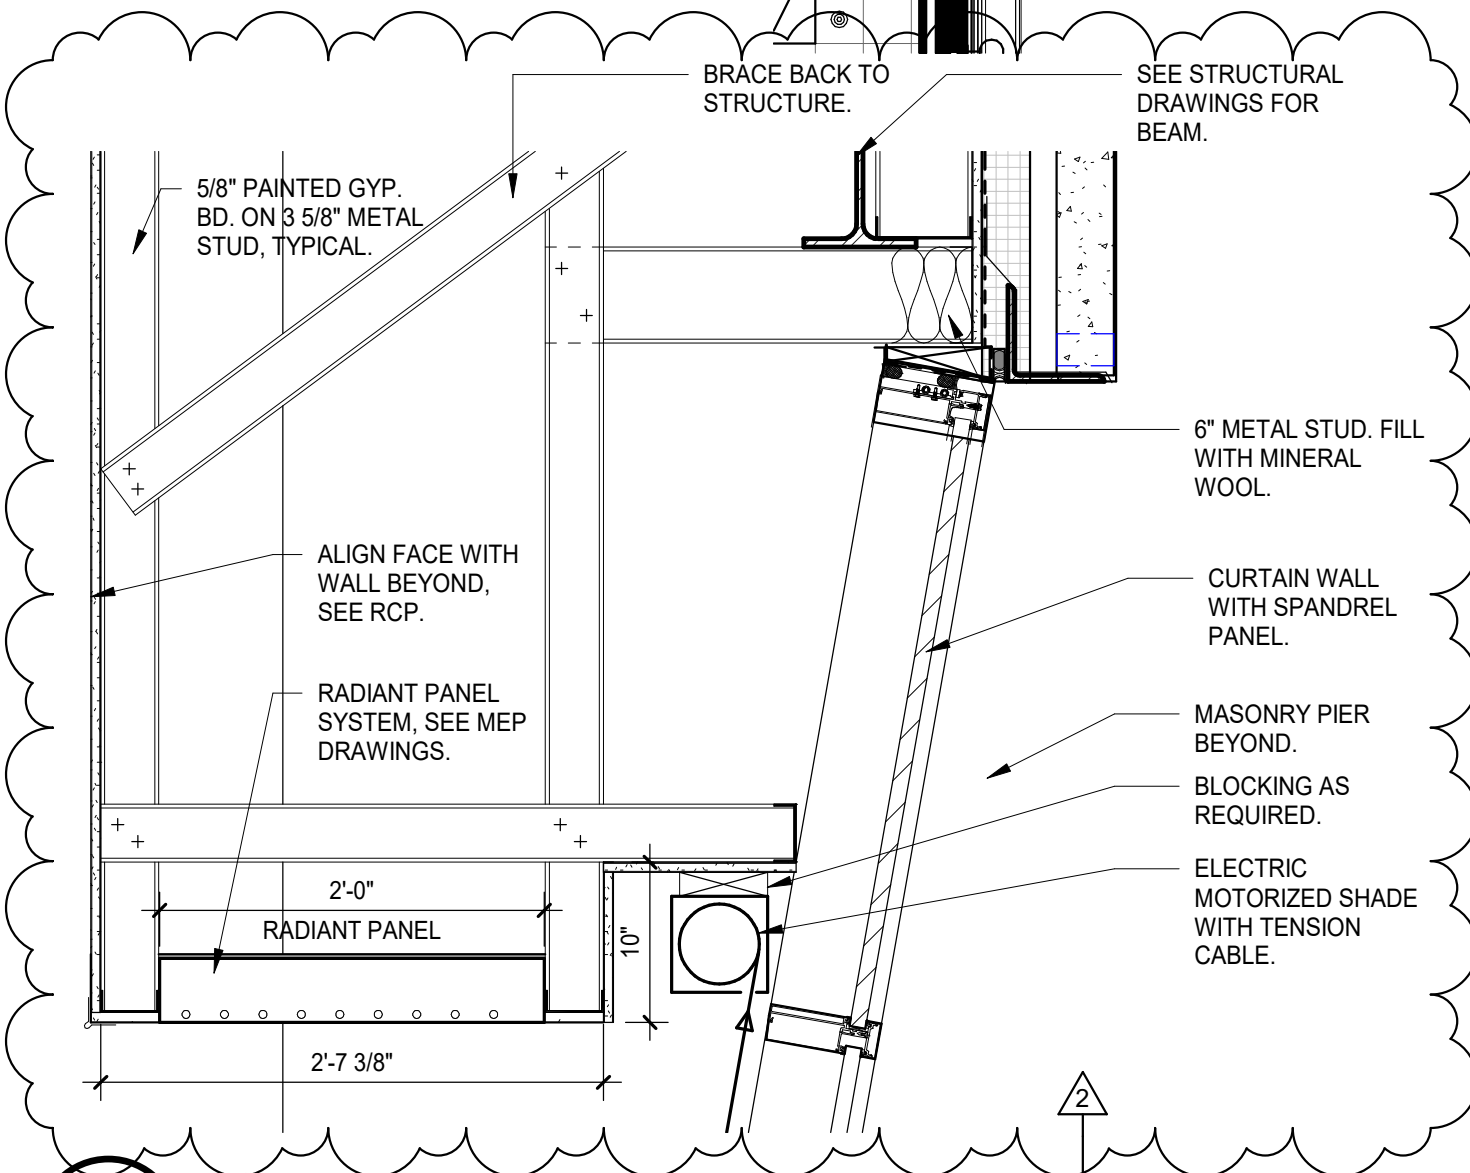 BRACE BACK TO
STRUCTURE.
SEE STRUCTURAL
DRAWINGS FOR
BEAM.
5/8" PAINTED GYP.
BD. ON 3 5/8" METAL
STUD, TYPICAL.
6" METAL STUD. FILL
WITH MINERAL
WOOL.
ALIGN FACE WITH
WALL BEYOND,
SEE RCP.
CURTAIN WALL
WITH SPANDREL
PANEL.
RADIANT PANEL
SYSTEM, SEE MEP
DRAWINGS.
MASONRY PIER
BEYOND.
BLOCKING AS
REQUIRED.
ELECTRIC
MOTORIZED SHADE
WITH TENSION
CABLE.
2'-0"
RADIANT PANEL
10"
2'-7 3/8"
2